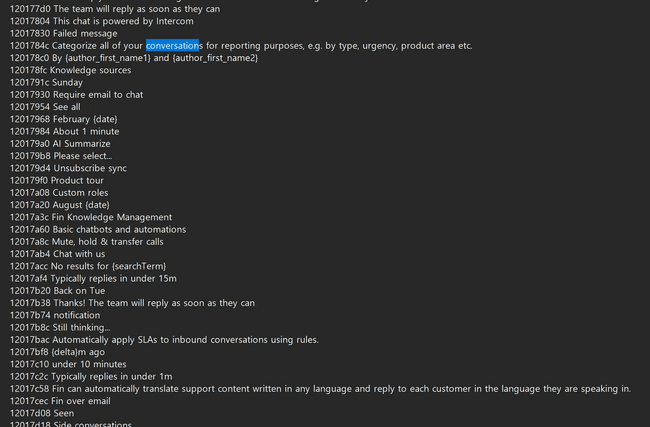 120177d0 The team will reply as soon as they can
12017804 This chat is powered by Intercom
12017830 Failed message
1201784c Categorize all of your conversations for reporting purposes, e.g. by type, urgency, product area etc.
120178c0 By {author_first_name1} and {author_first_name2}
120178fc Knowledge sources
1201791c Sunday
12017930 Require email to chat
12017954 See all
12017968 February {date}
12017984 About 1 minute
120179a0 AI Summarize
120179b8 Please select...
120179d4 Unsubscribe sync
120179f0 Product tour
12017a08 Custom roles
12017a20 August {date}
12017a3c Fin Knowledge Management
12017a60 Basic chatbots and automations
12017a8c Mute, hold & transfer calls
12017ab4 Chat with us
12017acc No results for {searchTerm}
12017af4 Typically replies in under 15m
12017b20 Back on Tue
12017b38 Thanks! The team will reply as soon as they can
12017b74 notification
12017b8c Still thinking...
12017bac Automatically apply SLAs to inbound conversations using rules.
12017bf8 {delta}m ago
12017c10 under 10 minutes
12017c2c Typically replies in under 1m
12017c58 Fin can automatically translate support content written in any language and reply to each customer in the language they are speaking in.
12017cec Fin over email
12017d08 Seen
12017d18 Side conversations